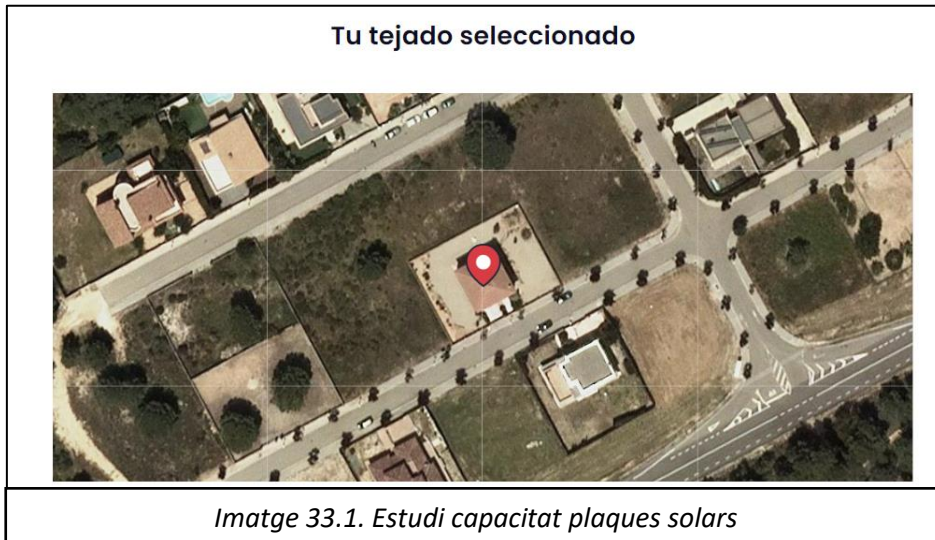 Tu tejado seleccionado
Imatge 33.1. Estudi capacitat plaques solars